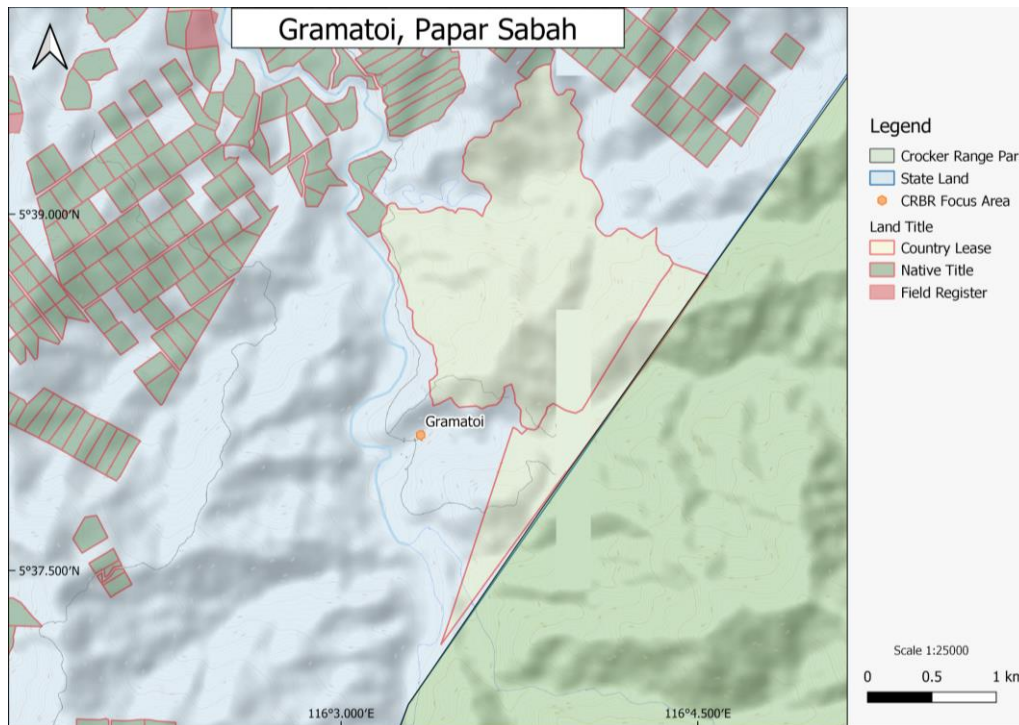 Gramatoi, Papar Sabah
5°39.000'N
Gramatoi
5°37.500'N
116°3.000'E
116°4.500'E
Legend
Crocker Range Par
State Land
CRBR Focus Area
Land Title
Country Lease
Native Title
Field Register
Scale 1:25000
0 0.5 1 km